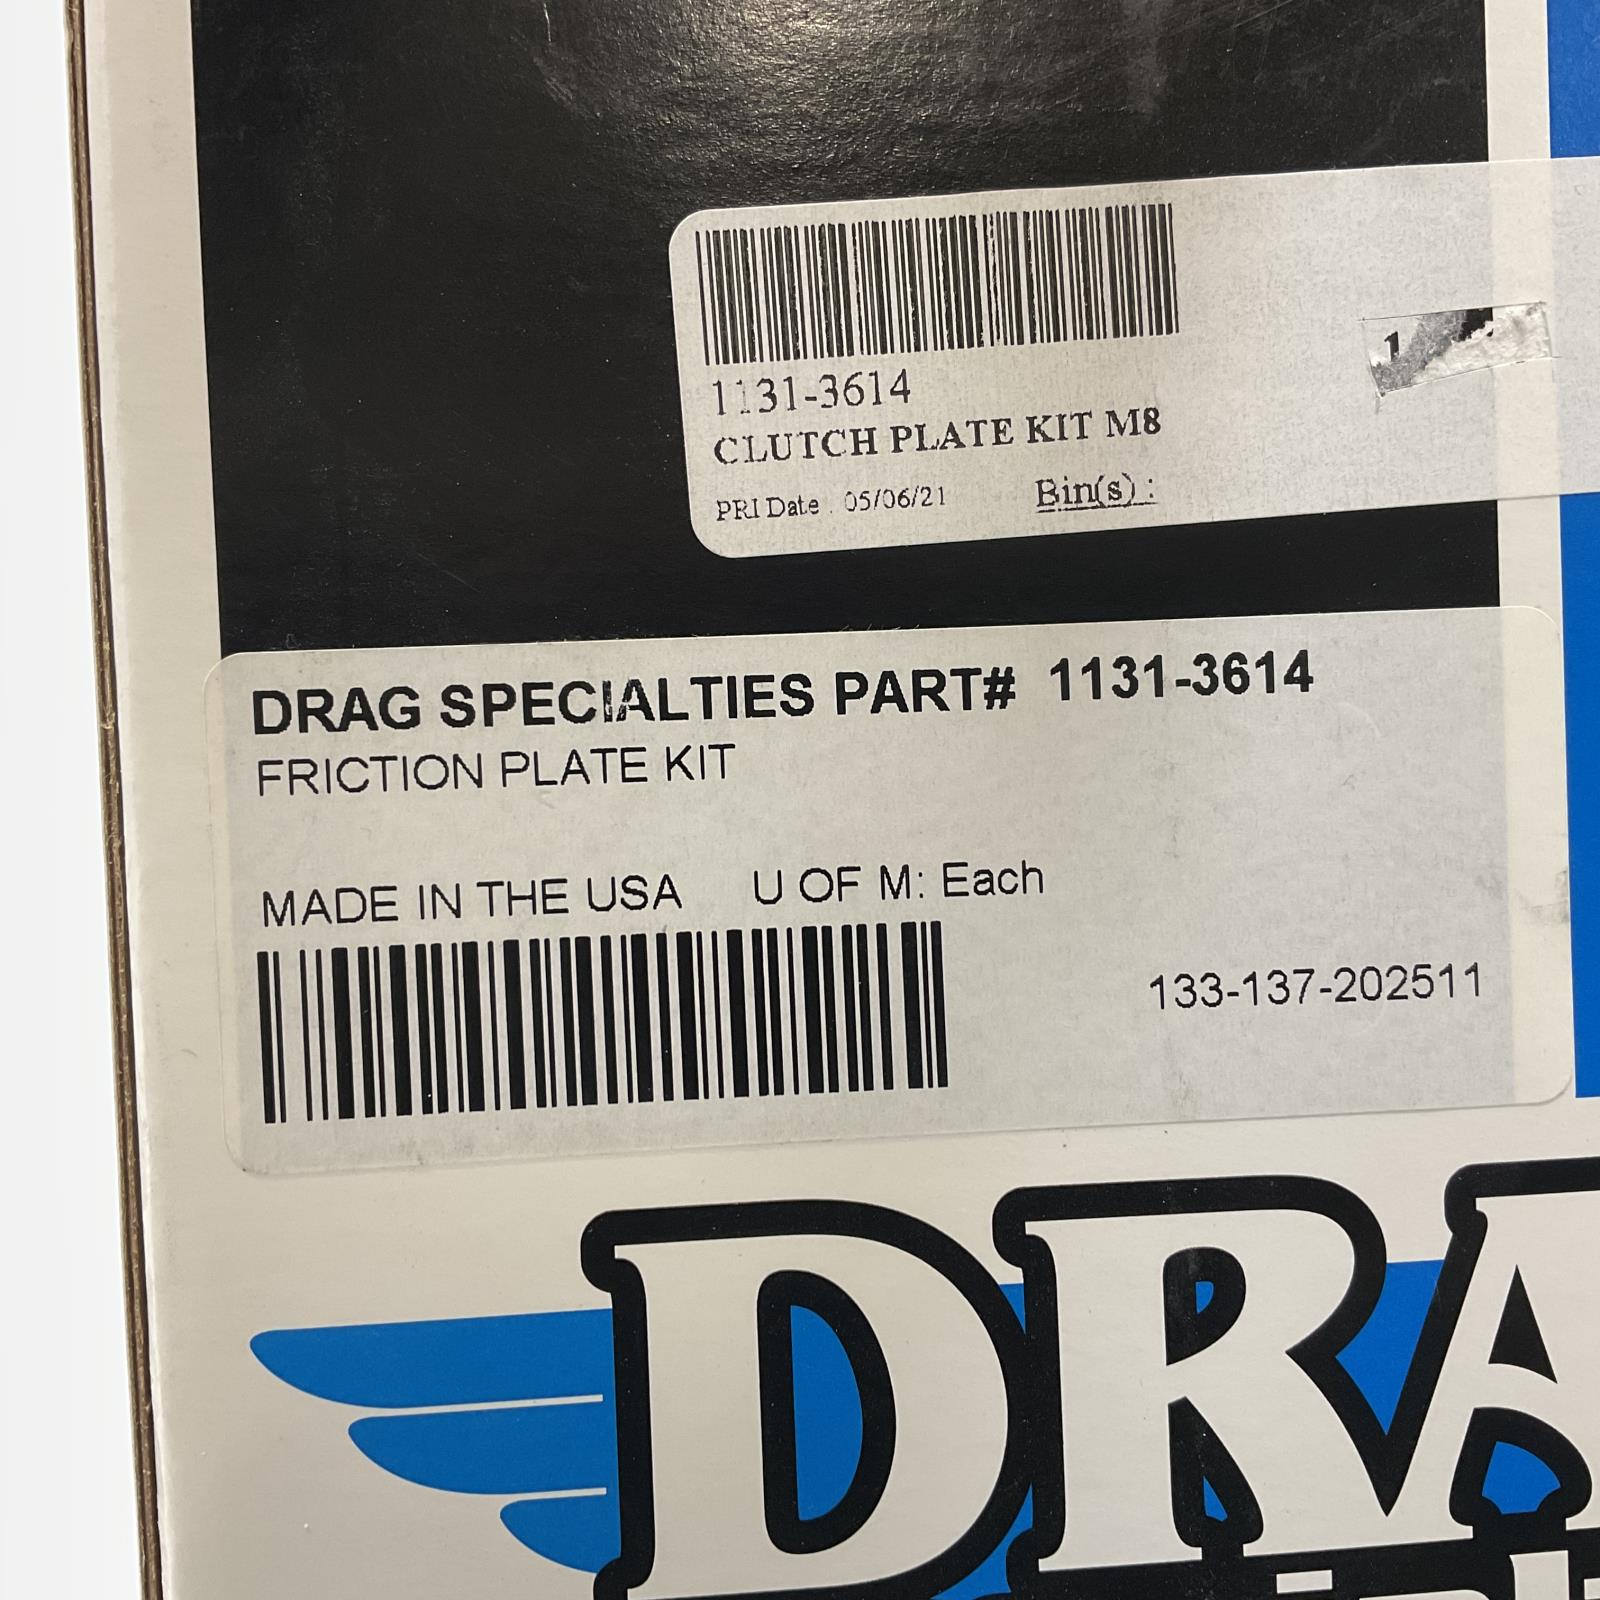 1131-3614
CLUTCH PLATE KIT M8
PRI Date : 05/06/21 Bin(s) :
DRAG SPECIALTIES PART# 1131-3614
FRICTION PLATE KIT
MADE IN THE USA U OF M: Each
133-137-202511
DRA